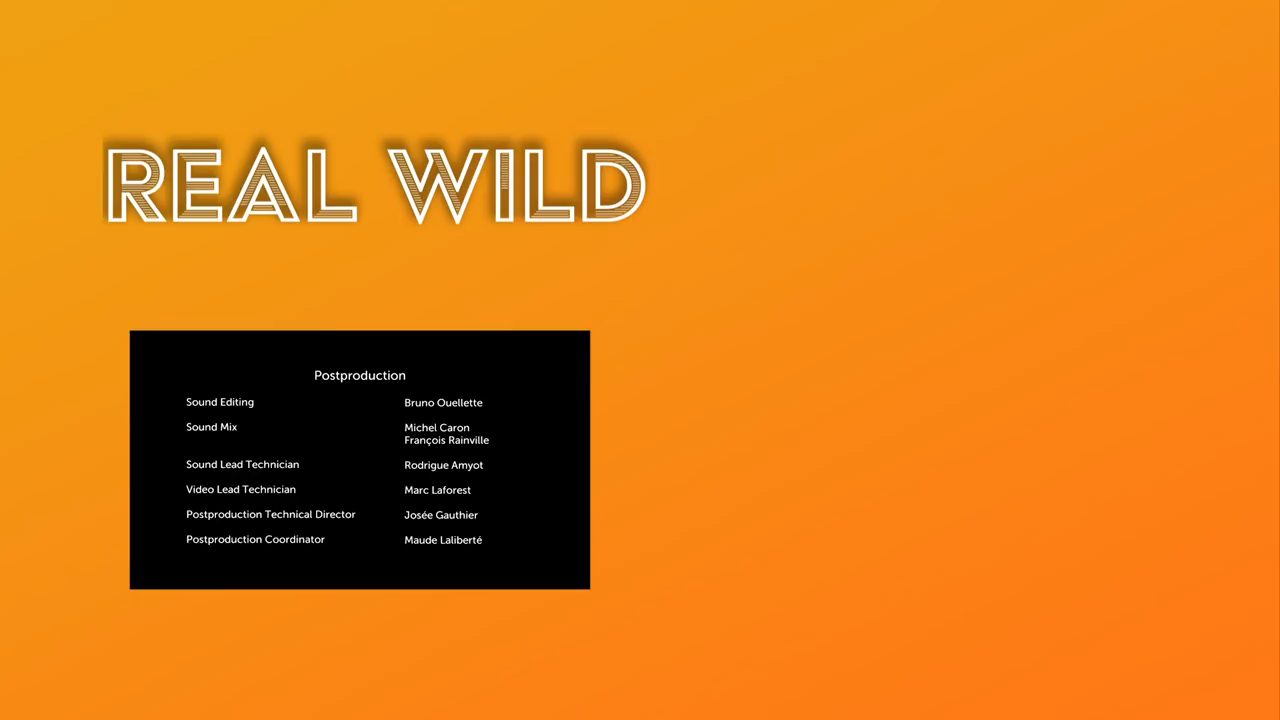 REAL WILD
Postproduction
Sound Editing Bruno Ouellette
Sound Mix Michel Caron
François Rainville
Sound Lead Technician Rodrigue Amyot
Video Lead Technician Marc Laforest
Postproduction Technical Director Josée Gauthier
Postproduction Coordinator Maude Laliberté